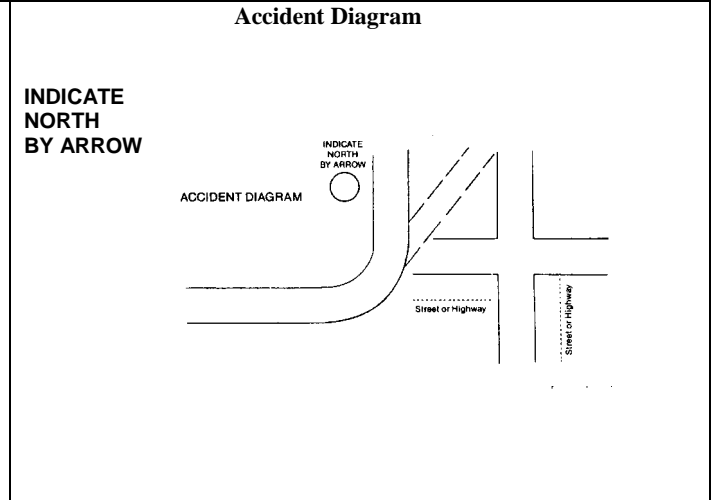 Accident Diagram
INDICATE
NORTH
BY ARROW
INDICATE
NORTH
BY ARROW
ACCIDENT DIAGRAM
Street or Highway
Street or Highway